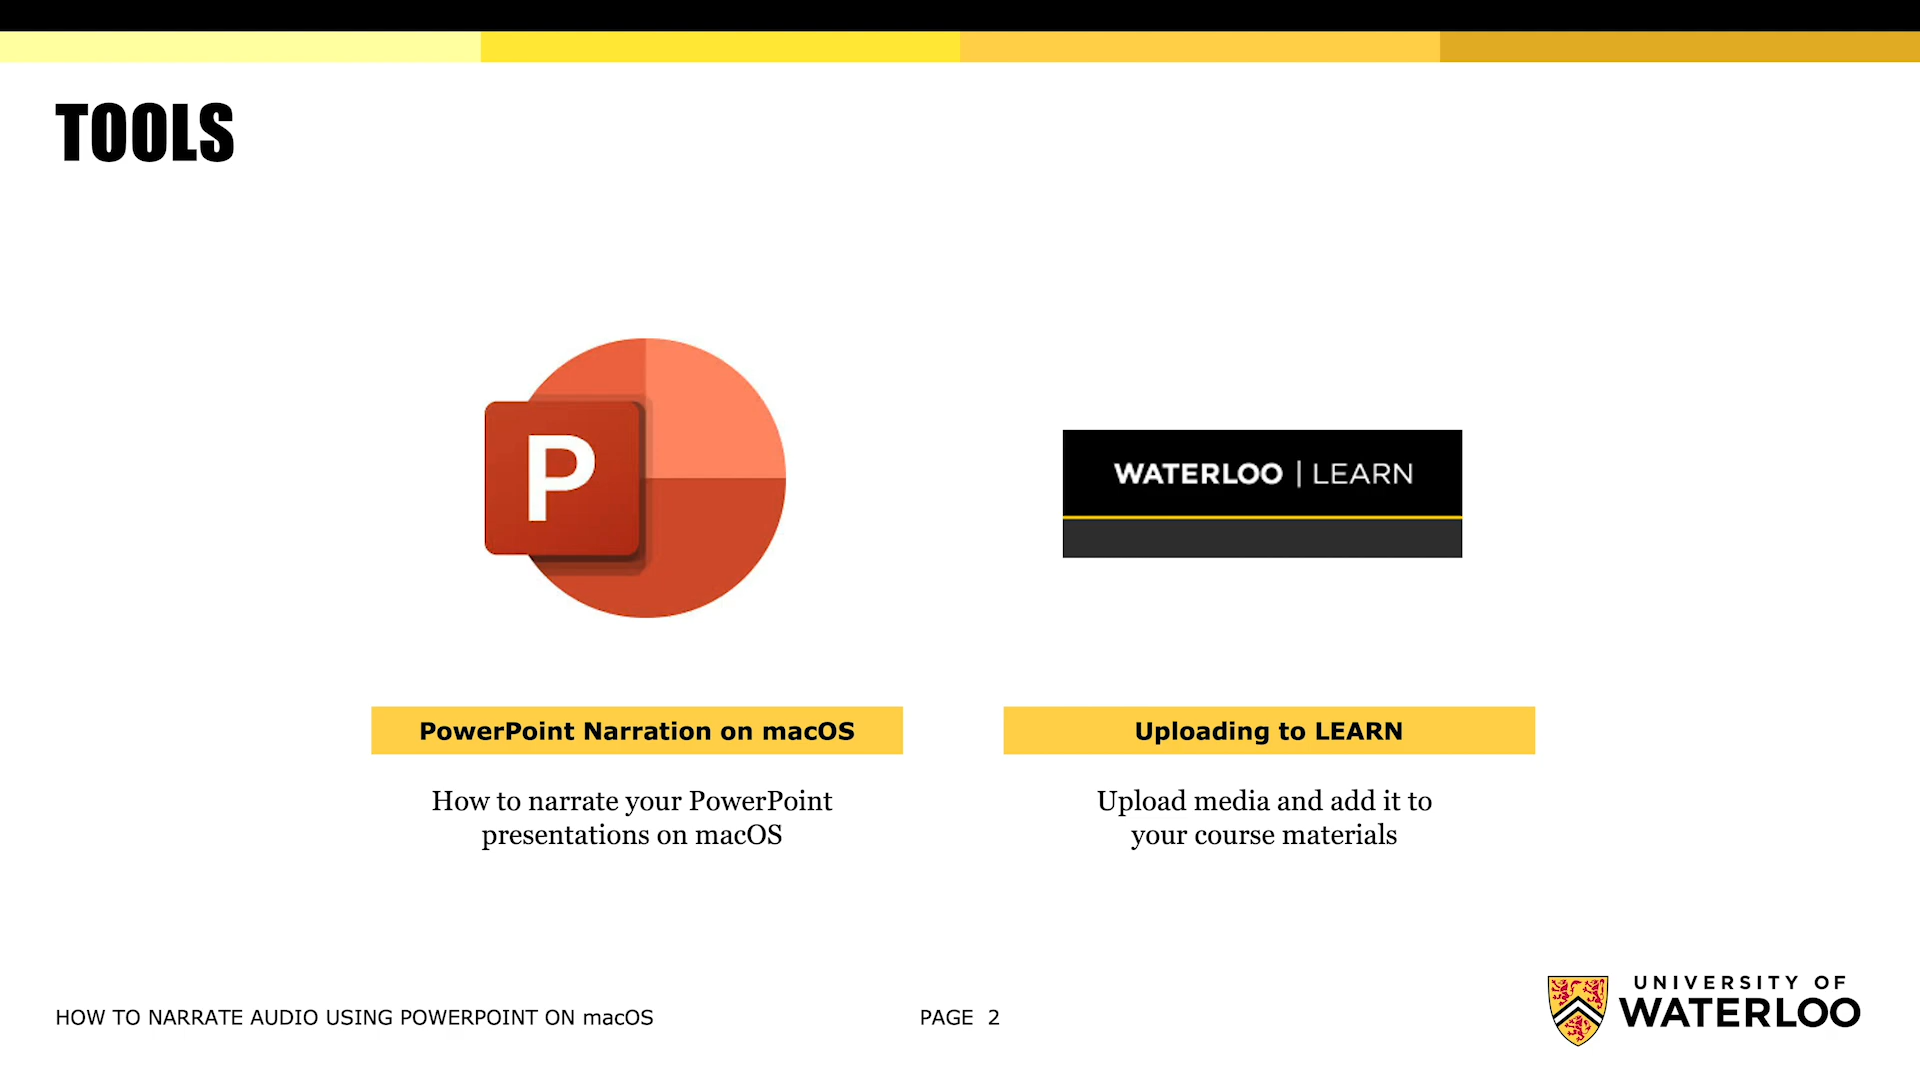 TOOLS
P
WATERLOO | LEARN
PowerPoint Narration on macOS
How to narrate your PowerPoint
presentations on macOS
Uploading to LEARN
Upload media and add it to
your course materials
HOW TO NARRATE AUDIO USING POWERPOINT ON macOS
PAGE 2
UNIVERSITY OF
WATERLOO